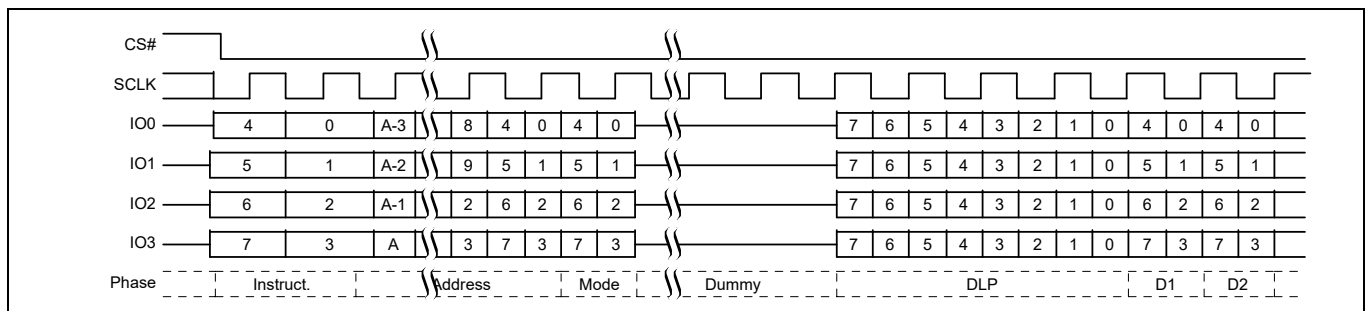 CS#
SCLK
IO0 4 0 A-3 8 4 0 4 0 7 6 5 4 3 2 1 0 4 0 4 0
IO1 5 1 A-2 9 5 1 5 1 7 6 5 4 3 2 1 0 5 1 5 1
IO2 6 2 A-1 2 6 2 6 2 7 6 5 4 3 2 1 0 6 2 6 2
IO3 7 3 A 3 7 3 7 3 7 6 5 4 3 2 1 0 7 3 7 3
Phase Instruct. Address Mode Dummy DLP D1 D2